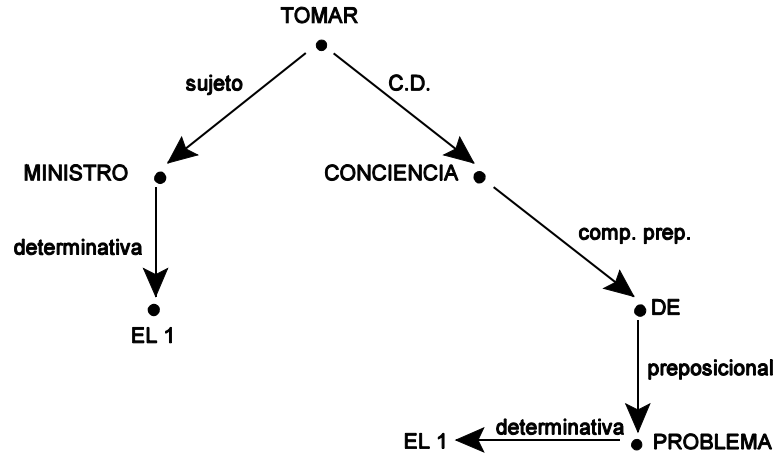 TOMAR
sujeto
C.D.
MINISTRO
CONCIENCIA
determinativa
comp. prep.
EL 1
DE
preposicional
determinativa
EL 1
PROBLEMA